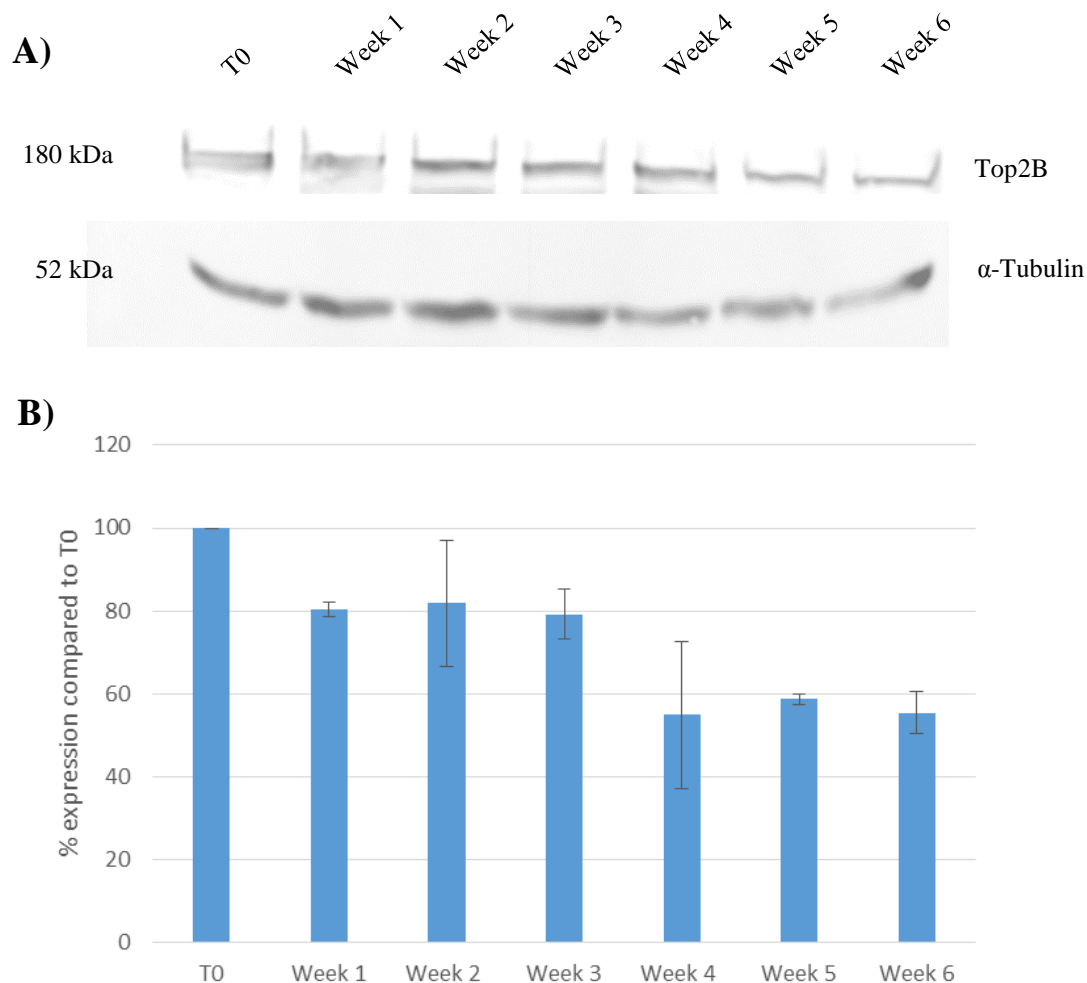 A)
T0 Week 1 Week 2 Week 3 Week 4 Week 5 Week 6
180 kDa Top2B
52 kDa α-Tubulin
B)
% expression compared to T0
120
100
80
60
40
20
0
T0 Week 1 Week 2 Week 3 Week 4 Week 5 Week 6